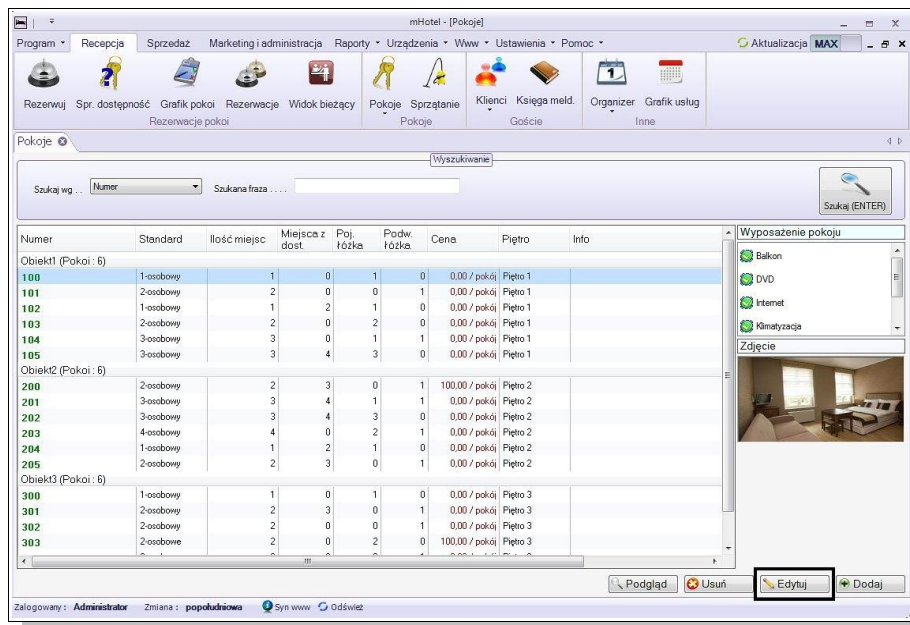 mHotel - [Pokoje]
Program Recepcja Sprzedaż Marketing i administracja Raporty Urządzenia Www Ustawienia Pomoc Aktualizacja MAX
Rezerwuj Spr. dostępność Grafik pokoi Rezerwacje Widok bieżący Pokoje Sprzątanie Klienci Księga meld. Organizer Grafik usług
Rezerwacje pokoi Pokoje Goście Inne
Pokoje
Wyszukiwanie
Szukaj wg . . Numer Szukana fraza . . . .
Szukaj (ENTER)
Numer Standard Ilość miejsc Miejsca z dost. Poj. łóżka Podw. łóżka Cena Piętro Info
Obiekt1 (Pokoi : 6)
100 1-osobowy 1 0 1 0 0,00 / pokój Piętro 1
101 2-osobowy 2 0 0 1 0,00 / pokój Piętro 1
102 1-osobowy 1 2 1 0 0,00 / pokój Piętro 1
103 2-osobowy 2 0 2 0 0,00 / pokój Piętro 1
104 3-osobowy 3 0 1 1 0,00 / pokój Piętro 1
105 3-osobowy 3 4 3 0 0,00 / pokój Piętro 1
Obiekt2 (Pokoi : 6)
200 2-osobowy 2 3 0 1 100,00 / pokój Piętro 2
201 3-osobowy 3 4 1 1 0,00 / pokój Piętro 2
202 3-osobowy 3 4 3 0 0,00 / pokój Piętro 2
203 4-osobowy 4 0 2 1 0,00 / pokój Piętro 2
204 1-osobowy 1 2 1 0 0,00 / pokój Piętro 2
205 2-osobowy 2 3 0 1 0,00 / pokój Piętro 2
Obiekt3 (Pokoi : 6)
300 1-osobowy 1 0 1 0 0,00 / pokój Piętro 3
301 2-osobowy 2 3 0 1 0,00 / pokój Piętro 3
302 2-osobowy 2 0 0 1 0,00 / pokój Piętro 3
303 2-osobowe 2 0 2 0 100,00 / pokój Piętro 3
Wyposażenie pokoju
Balkon
DVD
Internet
Klimatyzacja
Zdjęcie
Podgląd Usuń Edytuj Dodaj
Zalogowany : Administrator Zmiana : popołudniowa Syn www Odśwież